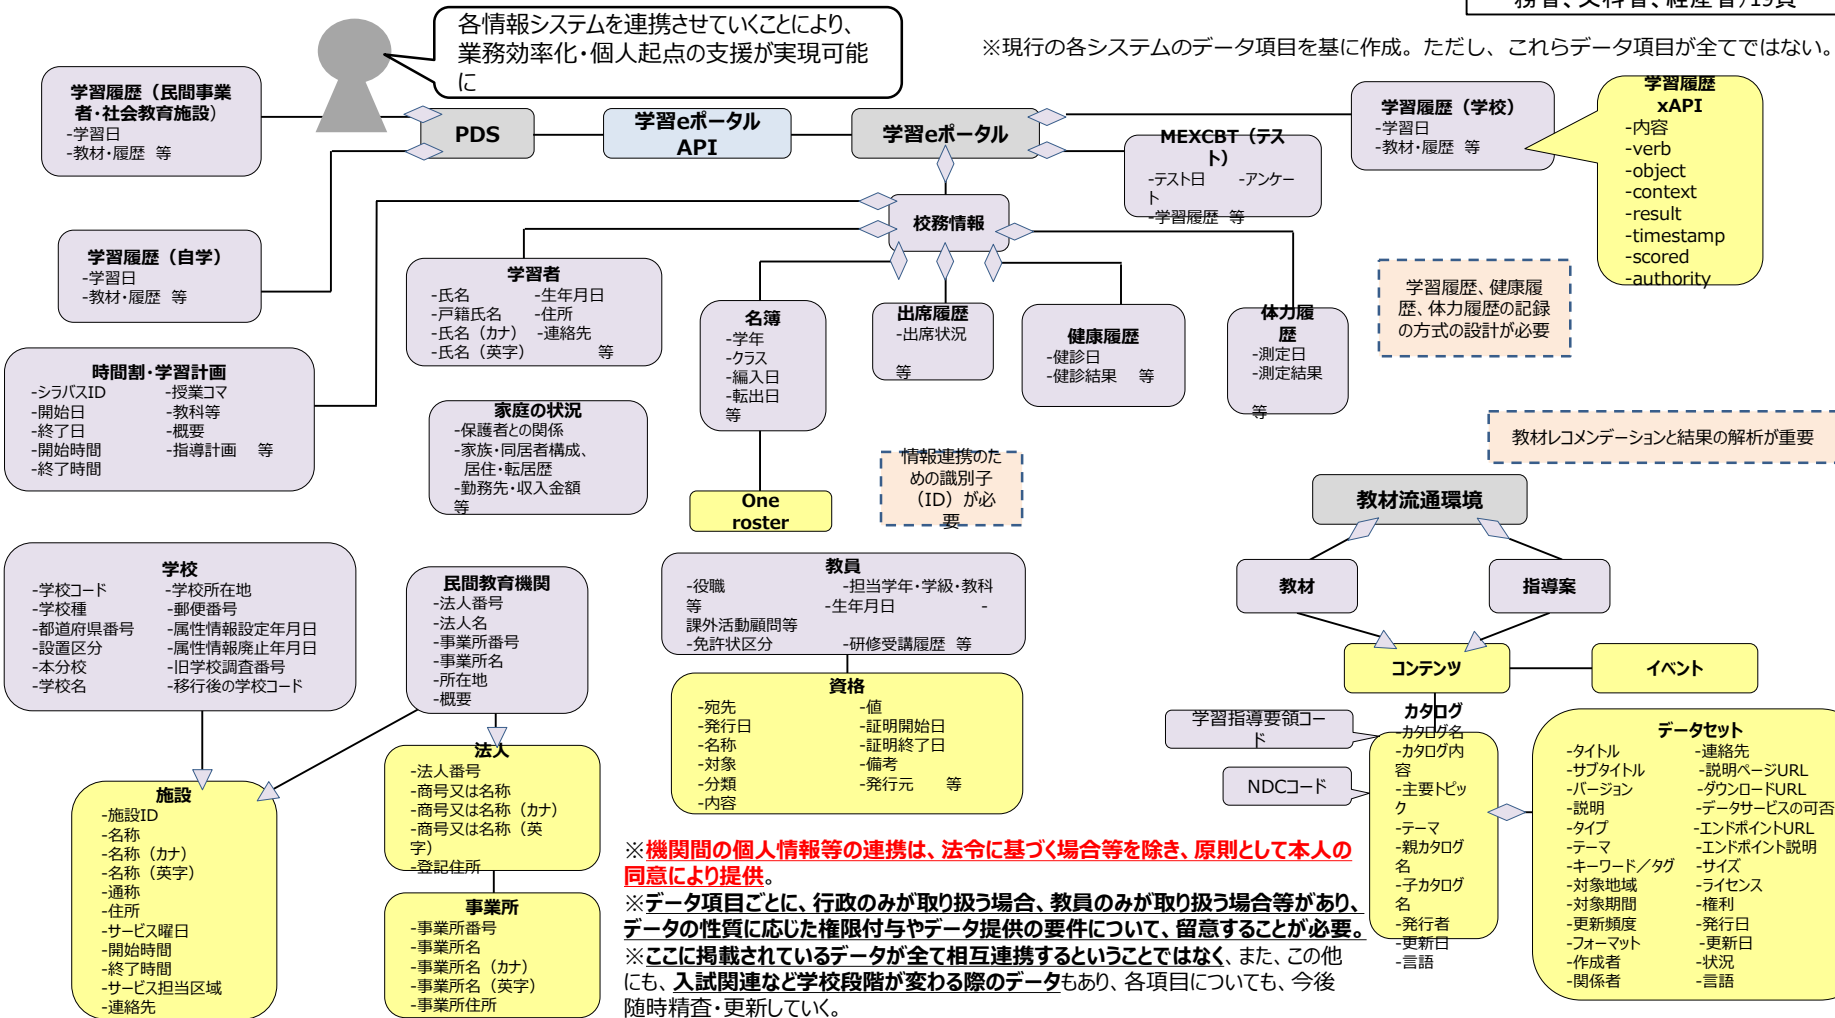 務省、文科省、経産省）19頁
各情報システムを連携させていくことにより、
業務効率化・個人起点の支援が実現可能
に
※現行の各システムのデータ項目を基に作成。ただし、これらデータ項目が全てではない。
学習履歴（民間事業
者・社会教育施設）
-学習日
-教材・履歴 等
PDS
学習eポータル
API
学習eポータル
MEXCBT（テス
ト）
-テスト日 -アンケー
ト
-学習履歴 等
学習履歴（学校）
-学習日
-教材・履歴 等
学習履歴
xAPI
-内容
-verb
-object
-context
-result
-timestamp
-scored
-authority
校務情報
学習履歴（自学）
-学習日
-教材・履歴 等
学習者
-氏名 -生年月日
-戸籍氏名 -住所
-氏名（カナ） -連絡先
-氏名（英字） 等
名簿
-学年
-クラス
-編入日
-転出日
等
出席履歴
-出席状況
等
健康履歴
-健診日
-健診結果 等
体力履
歴
-測定日
-測定結果
等
学習履歴、健康履
歴、体力履歴の記録
の方式の設計が必要
時間割・学習計画
-シラバスID -授業コマ
-開始日 -教科等
-終了日 -概要
-開始時間 -指導計画 等
-終了時間
家庭の状況
-保護者との関係
-家族・同居者構成、
居住・転居歴
-勤務先・収入金額
等
One
roster
情報連携のた
めの識別子
（ID）が必
要
教材レコメンデーションと結果の解析が重要
教材流通環境
教材
指導案
コンテンツ
イベント
学校
-学校コード -学校所在地
-学校種 -郵便番号
-都道府県番号 -属性情報設定年月日
-設置区分 -属性情報廃止年月日
-本分校 -旧学校調査番号
-学校名 -移行後の学校コード
民間教育機関
-法人番号
-法人名
-事業所番号
-事業所名
-所在地
-概要
教員
-役職 -担当学年・学級・教科
等 -生年月日 -
課外活動顧問等
-免許状区分 -研修受講履歴 等
資格
-宛先 -値
-発行日 -証明開始日
-名称 -証明終了日
-対象 -備考
-分類 -発行元 等
-内容
法人
-法人番号
-商号又は名称
-商号又は名称（カナ）
-商号又は名称（英
字）
-登記住所
施設
-施設ID
-名称
-名称（カナ）
-名称（英字）
-通称
-住所
-サービス曜日
-開始時間
-終了時間
-サービス担当区域
-連絡先
事業所
-事業所番号
-事業所名
-事業所名（カナ）
-事業所名（英字）
-事業所住所
学習指導要領コー
ド
NDCコード
カタログ
-カタログ名
-カタログ内
容
-主要トピッ
ク
-テーマ
-親カタログ
名
-子カタログ
名
-発行者
-更新日
-言語
データセット
-タイトル -連絡先
-サブタイトル -説明ページURL
-バージョン -ダウンロードURL
-説明 -データサービスの可否
-タイプ -エンドポイントURL
-テーマ -エンドポイント説明
-キーワード／タグ -サイズ
-対象地域 -ライセンス
-対象期間 -権利
-更新頻度 -発行日
-フォーマット -更新日
-作成者 -状況
-関係者 -言語
※機関間の個人情報等の連携は、法令に基づく場合等を除き、原則として本人の
同意により提供。
※データ項目ごとに、行政のみが取り扱う場合、教員のみが取り扱う場合等があり、
データの性質に応じた権限付与やデータ提供の要件について、留意することが必要。
※ここに掲載されているデータが全て相互連携するということではなく、また、この他
にも、入試関連など学校段階が変わる際のデータもあり、各項目についても、今後
随時精査・更新していく。